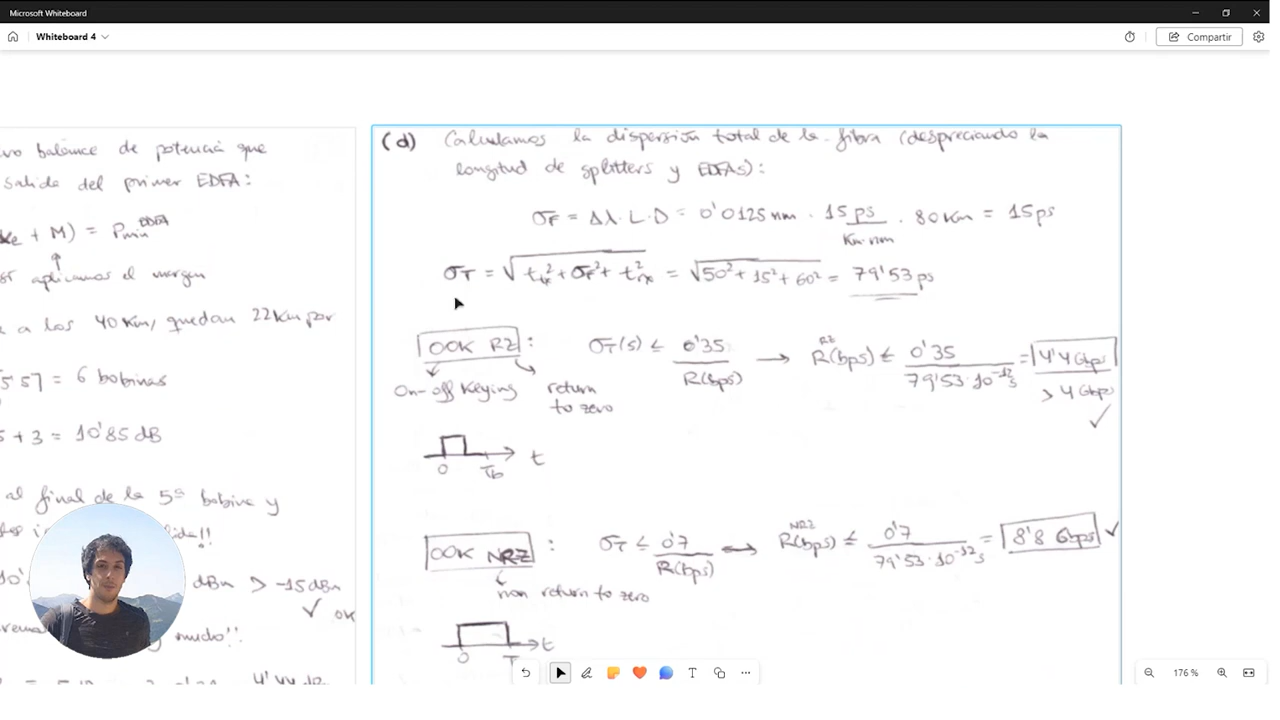 Microsoft Whiteboard
Whiteboard 4
Compartir
balance de potencia que
salida del primer EDFA:
+ M) = Pmin EDFA
aplicamos el margen
a los 40 Km, quedan 22Km por
5'57] = 6 bobinas
5 + 3 = 10'85 dB
al final de la 5ª bobina y
dBm > -15dBm
✓ OK
mucho!!
(d) Calculamos la dispersión total de la fibra (despreciando la
longitud de splitters y EDFAs):
σF = Δλ·L·D = 0'0125 nm · 15 ps / Km·nm · 80 Km = 15 ps
σT = √(ttx² + σF² + trx²) = √(50² + 15² + 60²) = 79'53 ps
OOK RZ : σT(s) ≤ 0'35 / R(bps) → R(bps) RZ ≤ 0'35 / 79'53·10⁻¹² s = 4'4 Gbps
> 4 Gbps
✓
On-off Keying
return
to zero
0 Tb t
OOK NRZ : σT ≤ 0'7 / R(bps) → R(bps) NRZ ≤ 0'7 / 79'53·10⁻¹² s = 8'8 Gbps ✓
non return to zero
0 T t
176 %